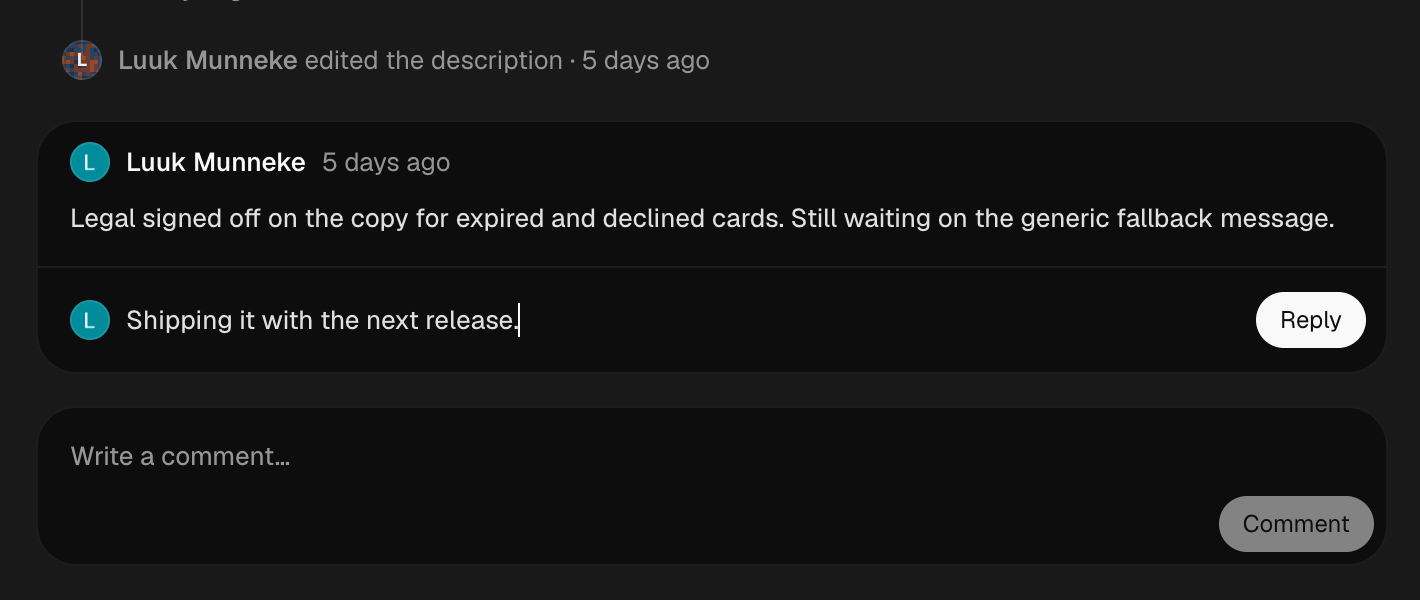 L Luuk Munneke edited the description · 5 days ago
L Luuk Munneke 5 days ago
Legal signed off on the copy for expired and declined cards. Still waiting on the generic fallback message.
L Shipping it with the next release. Reply
Write a comment…
Comment